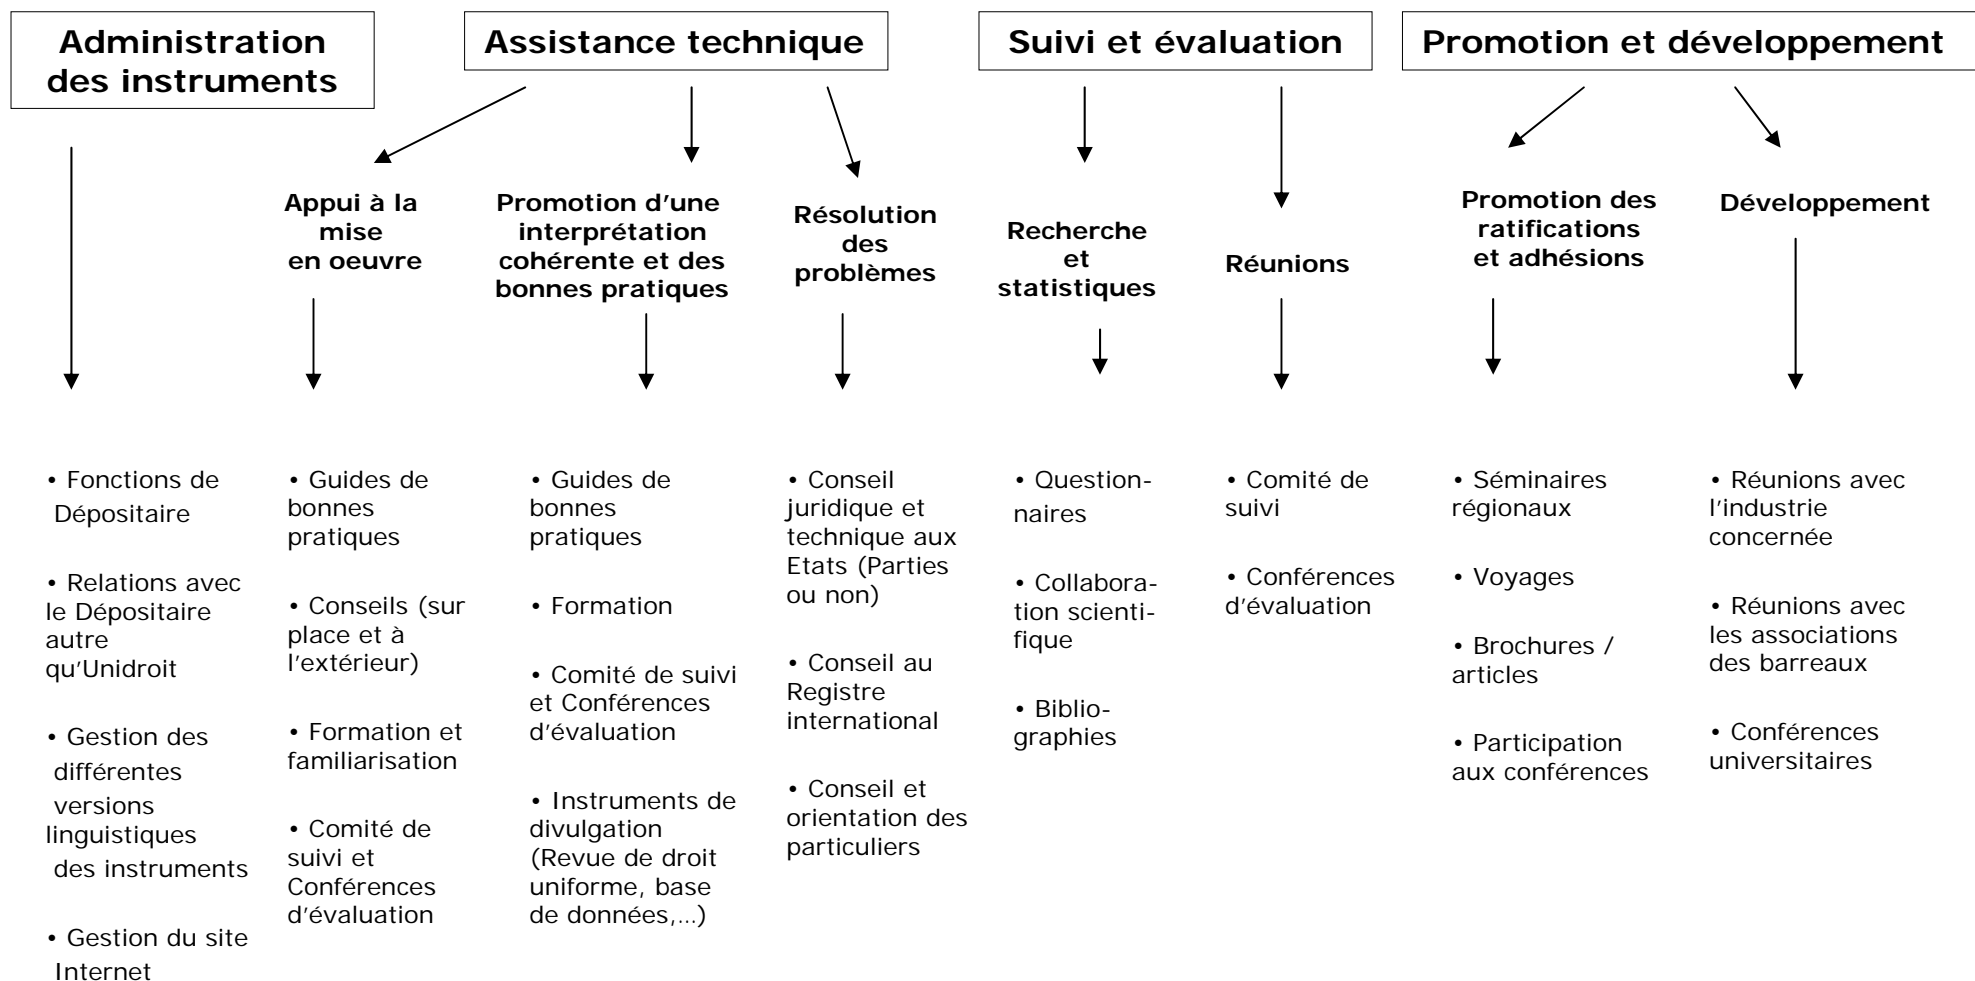 Administration
des instruments
Assistance technique
Suivi et évaluation
Promotion et développement
Appui à la
mise
en oeuvre
Promotion d'une
interprétation
cohérente et des
bonnes pratiques
Résolution
des
problèmes
Recherche
et
statistiques
Réunions
Promotion des
ratifications
et adhésions
Développement
• Fonctions de
Dépositaire
• Relations avec
le Dépositaire
autre
qu'Unidroit
• Gestion des
différentes
versions
linguistiques
des instruments
• Gestion du site
Internet
• Guides de
bonnes
pratiques
• Conseils (sur
place et à
l'extérieur)
• Formation et
familiarisation
• Comité de
suivi et
Conférences
d'évaluation
• Guides de
bonnes
pratiques
• Formation
• Comité de suivi
et Conférences
d'évaluation
• Instruments de
divulgation
(Revue de droit
uniforme, base
de données,…)
• Conseil
juridique et
technique aux
Etats (Parties
ou non)
• Conseil au
Registre
international
• Conseil et
orientation des
particuliers
• Question-
naires
• Collabora-
tion scienti-
fique
• Biblio-
graphies
• Comité de
suivi
• Conférences
d'évaluation
• Séminaires
régionaux
• Voyages
• Brochures /
articles
• Participation
aux conférences
• Réunions avec
l'industrie
concernée
• Réunions avec
les associations
des barreaux
• Conférences
universitaires